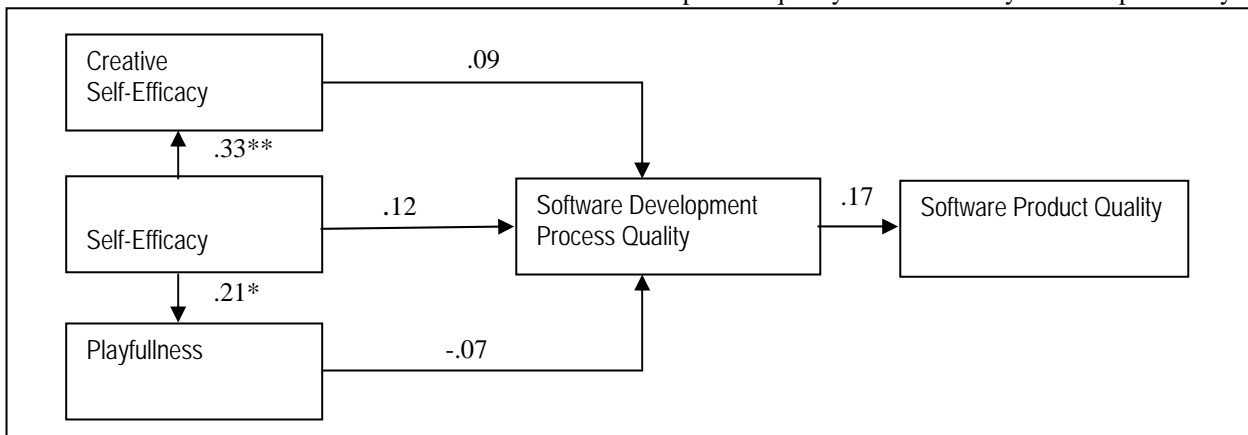 Creative
Self-Efficacy
.09
.33**
Self-Efficacy
.12
Software Development
Process Quality
.17
Software Product Quality
.21*
Playfullness
-.07